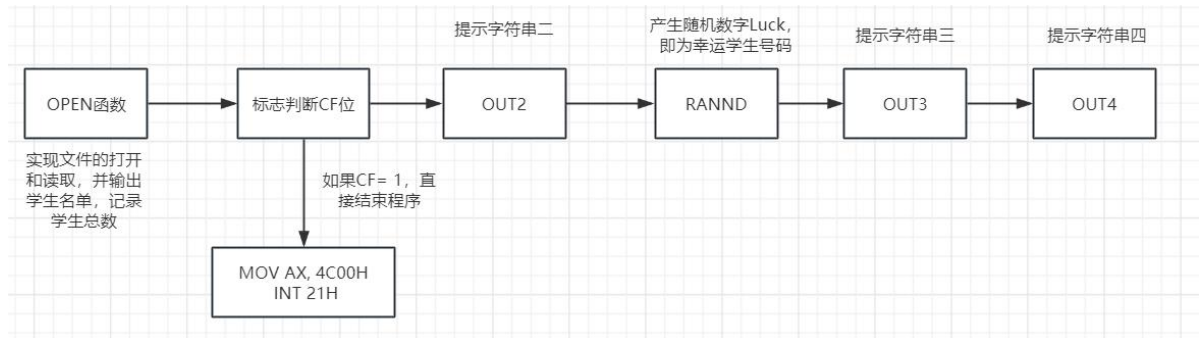 提示字符串二
产生随机数字Luck,
即为幸运学生号码
提示字符串三
提示字符串四
OPEN函数
标志判断CF位
OUT2
RANND
OUT3
OUT4
实现文件的打开
和读取，并输出
学生名单，记录
学生总数
如果CF= 1，直
接结束程序
MOV AX, 4C00H
INT 21H